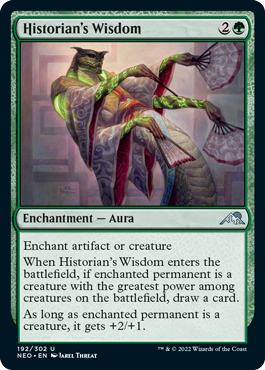 Historian's Wisdom 2
Enchantment — Aura
Enchant artifact or creature
When Historian's Wisdom enters the
battlefield, if enchanted permanent is a
creature with the greatest power among
creatures on the battlefield, draw a card.
As long as enchanted permanent is a
creature, it gets +2/+1.
192/302 U
NEO • EN JAREL THREAT ™ & © 2022 Wizards of the Coast